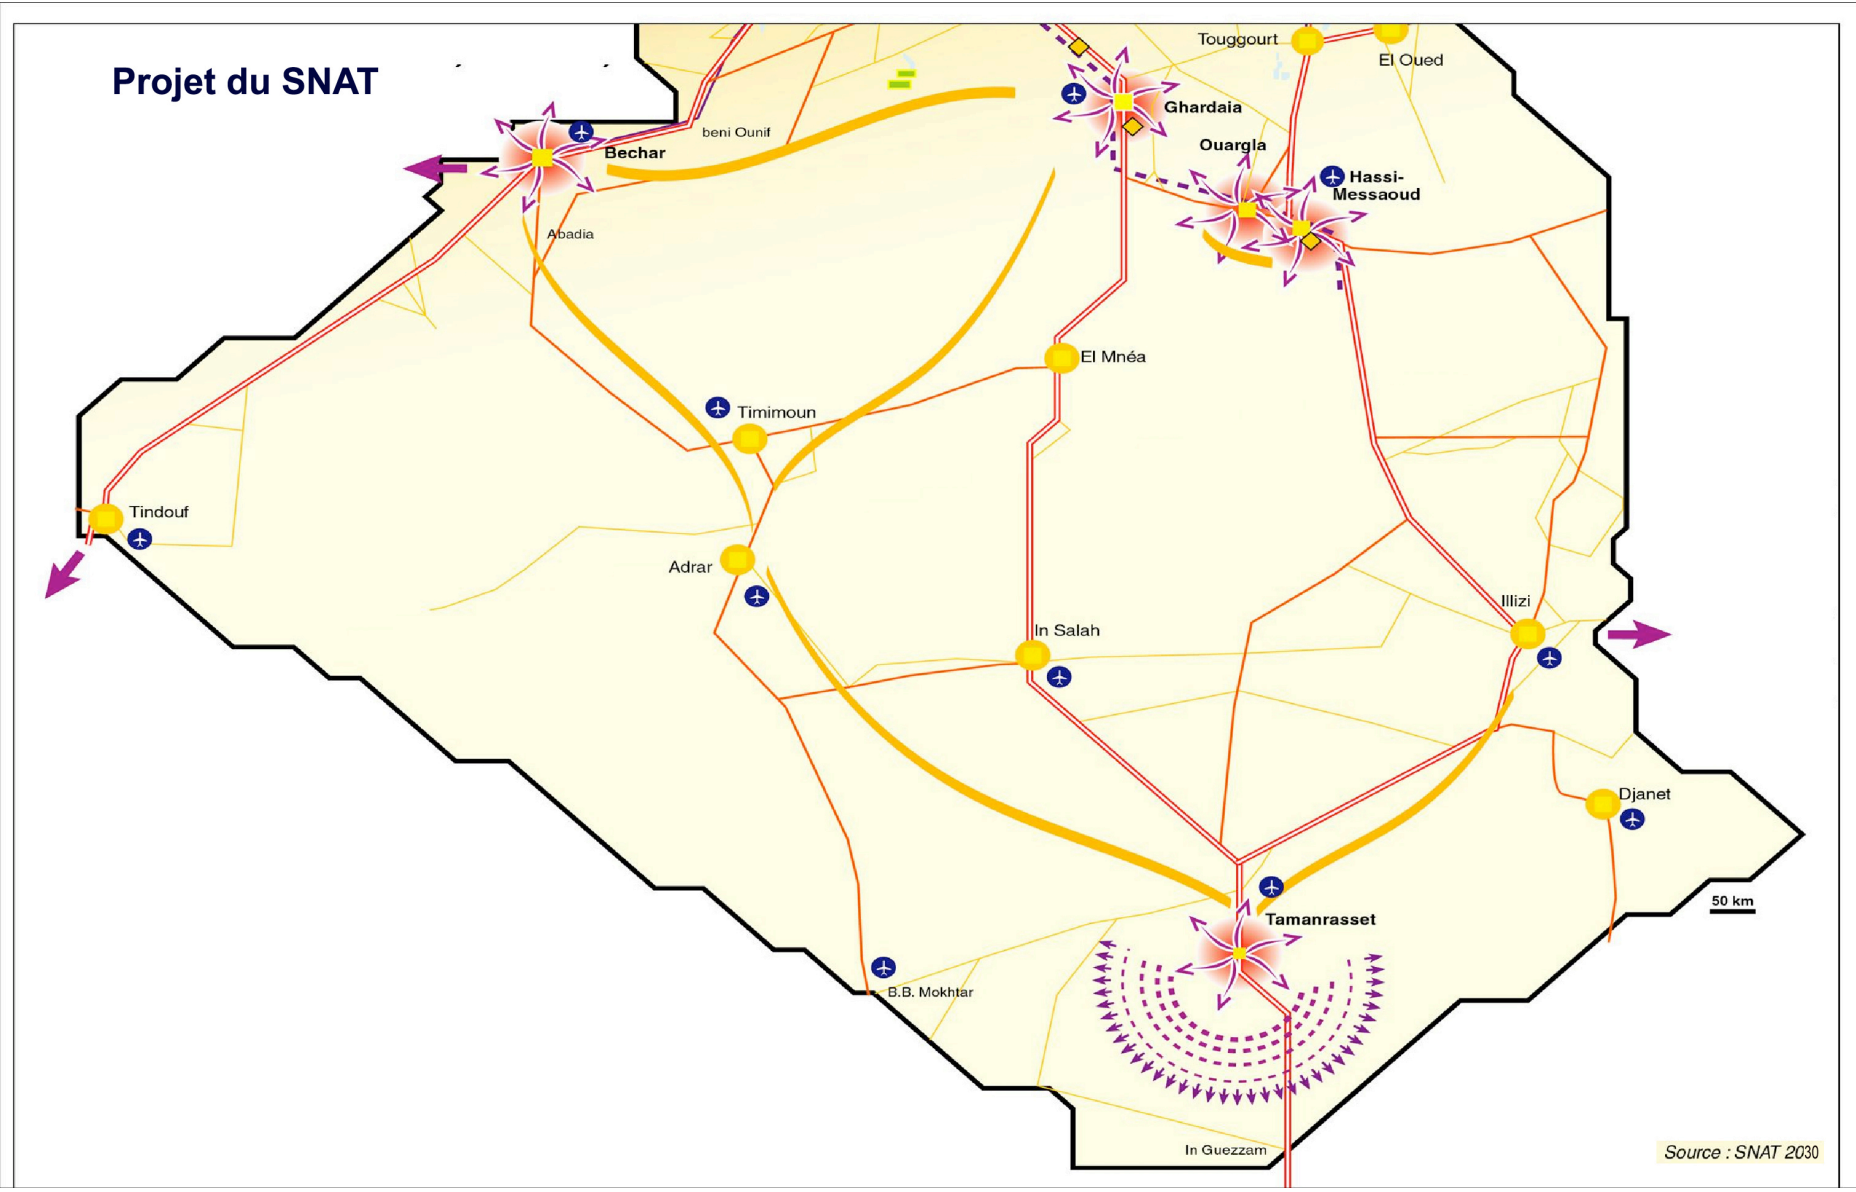 Projet du SNAT
Touggourt
El Oued
Ghardaia
beni Ounif
Bechar
Ouargla
Hassi-
Messaoud
Abadia
El Mnéa
Timimoun
Tindouf
Adrar
Illizi
In Salah
Djanet
50 km
Tamanrasset
B.B. Mokhtar
In Guezzam
Source : SNAT 2030